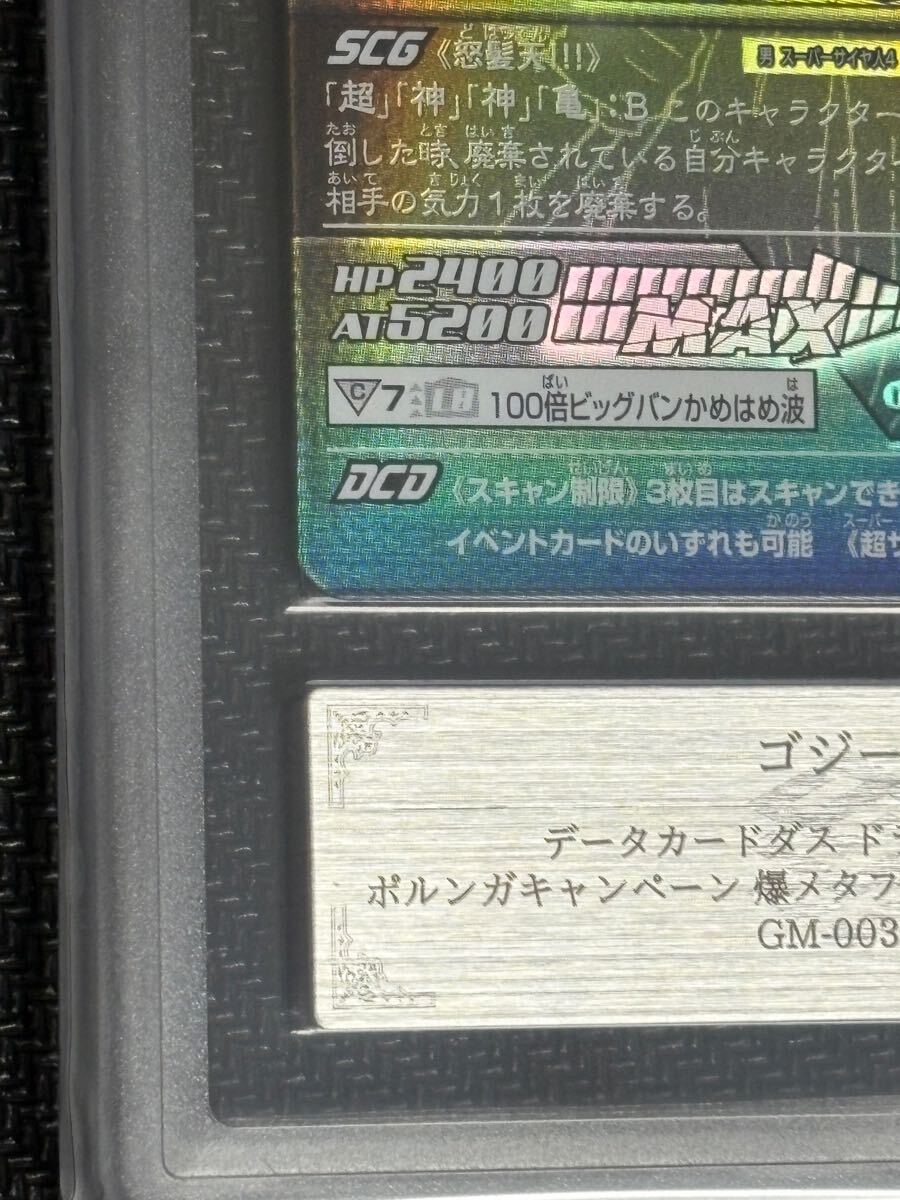 SCG 《怒髪天!!!》
男 スーパーサイヤ人4
「超」「神」「神」「亀」:B このキャラクター
倒した時、廃棄されている自分キャラクター
相手の気力1枚を廃棄する。
HP2400
AT5200
MAX
C 7 100倍ビッグバンかめはめ波
DCD 《スキャン制限》3枚目はスキャンでき
イベントカードのいずれも可能 《超サ
ゴジー
データカードダス ド
ポルンガキャンペーン 爆メタフ
GM-003